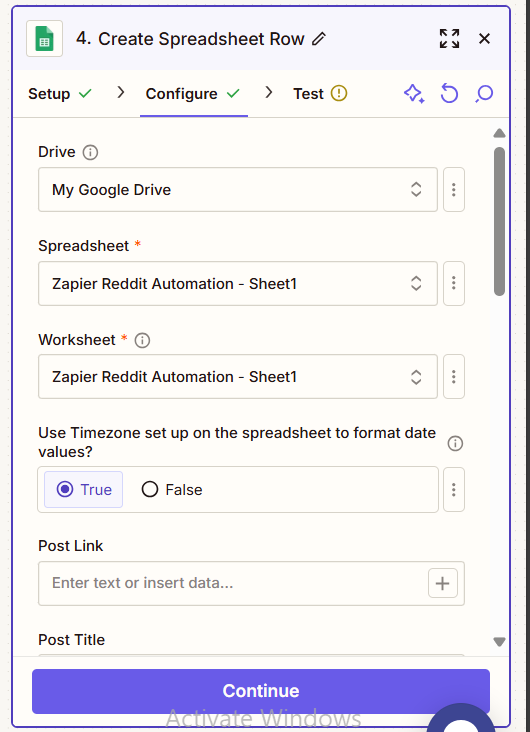 4. Create Spreadsheet Row
Setup Configure Test
Drive
My Google Drive
Spreadsheet *
Zapier Reddit Automation - Sheet1
Worksheet *
Zapier Reddit Automation - Sheet1
Use Timezone set up on the spreadsheet to format date
values?
True False
Post Link
Enter text or insert data...
Post Title
Continue
Activate Windows